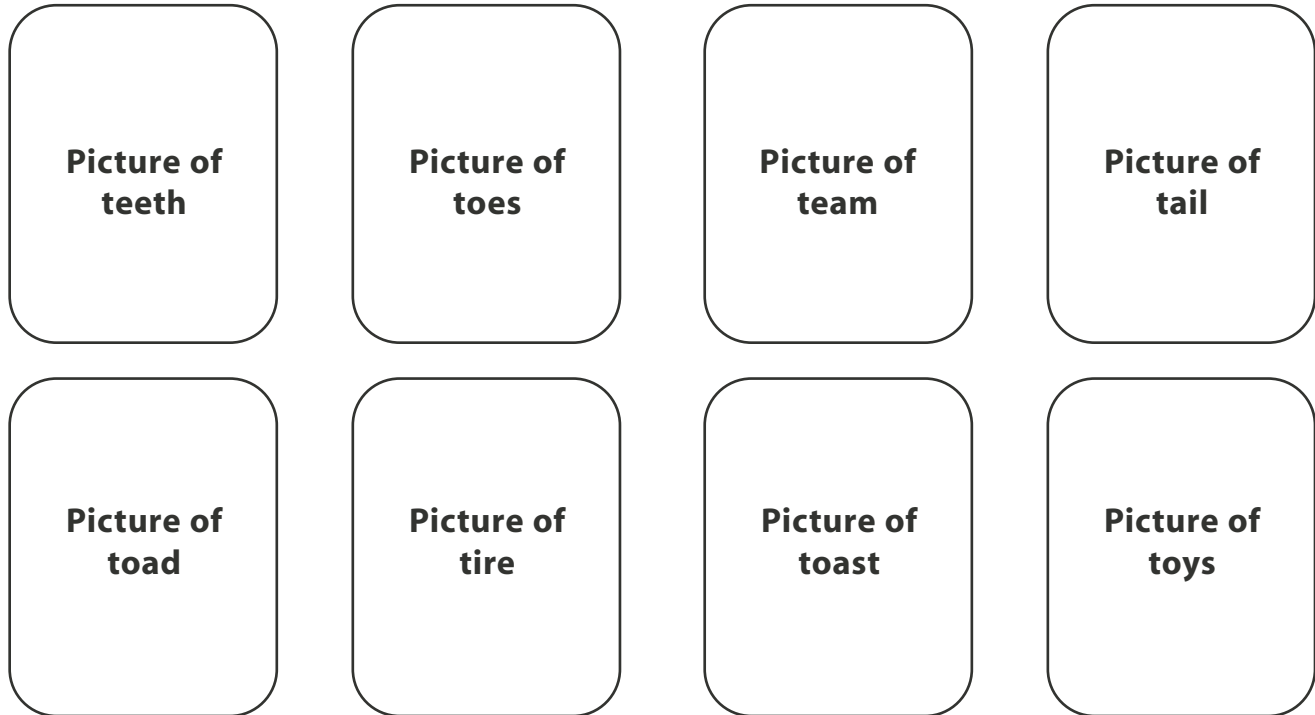 Picture of
teeth
Picture of
toes
Picture of
team
Picture of
tail
Picture of
toad
Picture of
tire
Picture of
toast
Picture of
toys